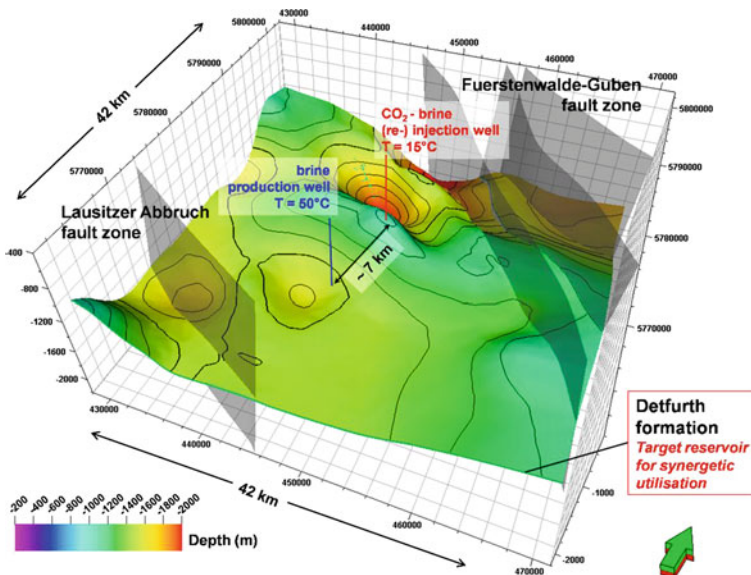 430000
440000
450000
460000
470000
5800000
5790000
5780000
5770000
5800000
5790000
5780000
5770000
42 km
Fuerstenwalde-Guben
fault zone
CO₂ - brine
(re-) injection well
T = 15°C
brine
production well
T = 50°C
Lausitzer Abbruch
fault zone
~ 7 km
-400
-800
-1200
-1600
-2000
430000
440000
450000
460000
470000
42 km
-1000
-2000
Detfurth
formation
Target reservoir
for synergetic
utilisation
-200
-400
-600
-800
-1000
-1200
-1400
-1600
-1800
-2000
Depth (m)